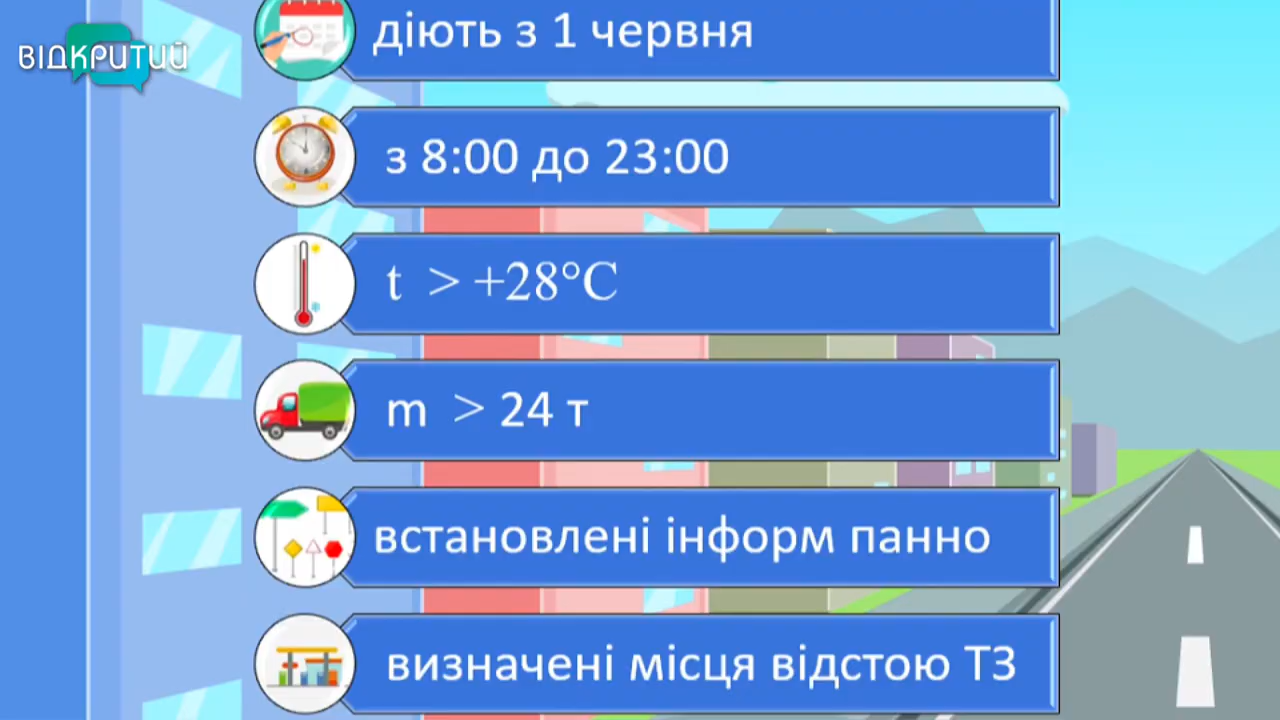 ВІДКРИТИЙ
діють з 1 червня
з 8:00 до 23:00
t > +28°C
m > 24 т
встановлені інформ панно
визначені місця відстою ТЗ